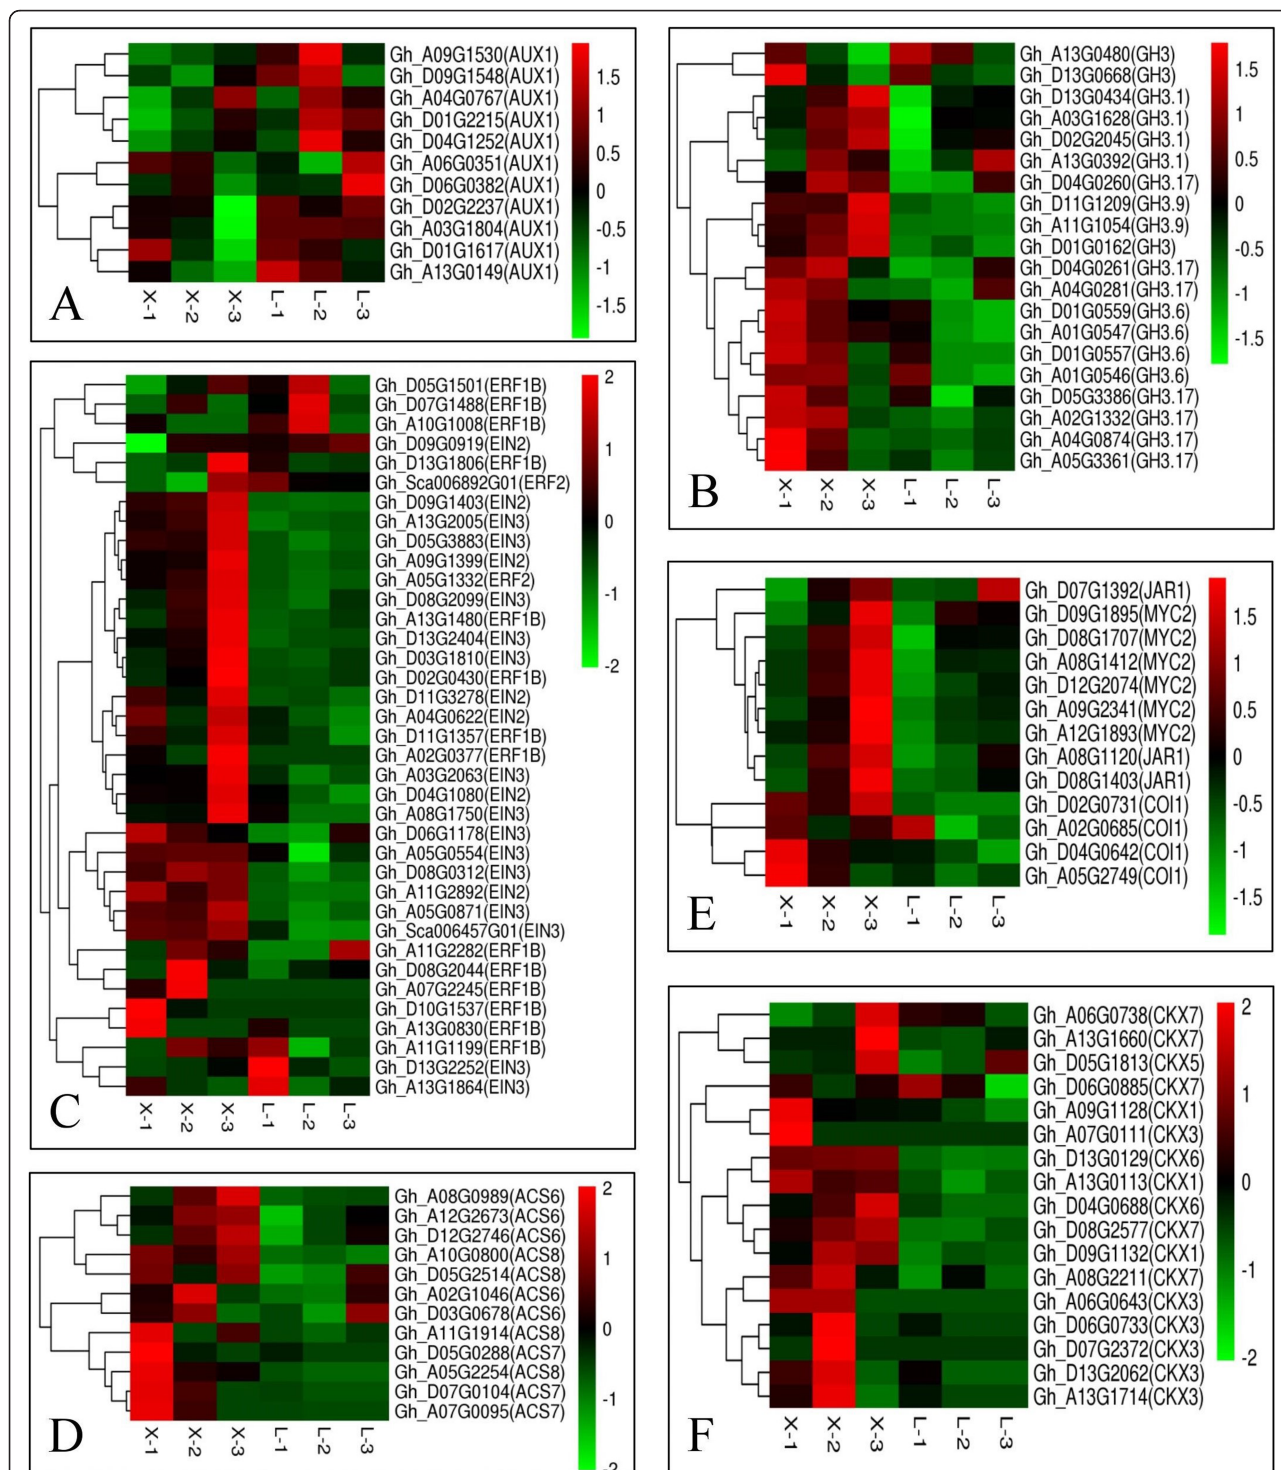 Gh_A09G1530(AUX1)
Gh_D09G1548(AUX1)
Gh_A04G0767(AUX1)
Gh_D01G2215(AUX1)
Gh_D04G1252(AUX1)
Gh_A06G0351(AUX1)
Gh_D06G0382(AUX1)
Gh_D02G2237(AUX1)
Gh_A03G1804(AUX1)
Gh_D01G1617(AUX1)
Gh_A13G0149(AUX1)
1.5
1
0.5
0
-0.5
-1
-1.5
X-1 X-2 X-3 L-1 L-2 L-3
A
Gh_A13G0480(GH3)
Gh_D13G0668(GH3)
Gh_D13G0434(GH3.1)
Gh_A03G1628(GH3.1)
Gh_D02G2045(GH3.1)
Gh_A13G0392(GH3.1)
Gh_D04G0260(GH3.17)
Gh_D11G1209(GH3.9)
Gh_A11G1054(GH3.9)
Gh_D01G0162(GH3)
Gh_D04G0261(GH3.17)
Gh_A04G0281(GH3.17)
Gh_D01G0559(GH3.6)
Gh_A01G0547(GH3.6)
Gh_D01G0557(GH3.6)
Gh_A01G0546(GH3.6)
Gh_D05G3386(GH3.17)
Gh_A02G1332(GH3.17)
Gh_A04G0874(GH3.17)
Gh_A05G3361(GH3.17)
1.5
1
0.5
0
-0.5
-1
-1.5
X-1 X-2 X-3 L-1 L-2 L-3
B
Gh_D05G1501(ERF1B)
Gh_D07G1488(ERF1B)
Gh_A10G1008(ERF1B)
Gh_D09G0919(EIN2)
Gh_D13G1806(ERF1B)
Gh_Sca006892G01(ERF2)
Gh_D09G1403(EIN2)
Gh_A13G2005(EIN3)
Gh_D05G3883(EIN3)
Gh_A09G1399(EIN2)
Gh_A05G1332(ERF2)
Gh_D08G2099(EIN3)
Gh_A13G1480(ERF1B)
Gh_D13G2404(EIN3)
Gh_D03G1810(EIN3)
Gh_D02G0430(ERF1B)
Gh_D11G3278(EIN2)
Gh_A04G0622(EIN2)
Gh_D11G1357(ERF1B)
Gh_A02G0377(ERF1B)
Gh_A03G2063(EIN3)
Gh_D04G1080(EIN2)
Gh_A08G1750(EIN3)
Gh_D06G1178(EIN3)
Gh_A05G0554(EIN3)
Gh_D08G0312(EIN3)
Gh_A11G2892(EIN2)
Gh_A05G0871(EIN3)
Gh_Sca006457G01(EIN3)
Gh_A11G2282(ERF1B)
Gh_D08G2044(ERF1B)
Gh_A07G2245(ERF1B)
Gh_D10G1537(ERF1B)
Gh_A13G0830(ERF1B)
Gh_A11G1199(ERF1B)
Gh_D13G2252(EIN3)
Gh_A13G1864(EIN3)
2
1
0
-1
-2
X-1 X-2 X-3 L-1 L-2 L-3
C
Gh_D07G1392(JAR1)
Gh_D09G1895(MYC2)
Gh_D08G1707(MYC2)
Gh_A08G1412(MYC2)
Gh_D12G2074(MYC2)
Gh_A09G2341(MYC2)
Gh_A12G1893(MYC2)
Gh_A08G1120(JAR1)
Gh_D08G1403(JAR1)
Gh_D02G0731(COI1)
Gh_A02G0685(COI1)
Gh_D04G0642(COI1)
Gh_A05G2749(COI1)
1.5
1
0.5
0
-0.5
-1
-1.5
X-1 X-2 X-3 L-1 L-2 L-3
E
Gh_A08G0989(ACS6)
Gh_A12G2673(ACS6)
Gh_D12G2746(ACS6)
Gh_A10G0800(ACS8)
Gh_D05G2514(ACS8)
Gh_A02G1046(ACS6)
Gh_D03G0678(ACS6)
Gh_A11G1914(ACS8)
Gh_D05G0288(ACS7)
Gh_A05G2254(ACS8)
Gh_D07G0104(ACS7)
Gh_A07G0095(ACS7)
2
1
0
-1
-2
X-1 X-2 X-3 L-1 L-2 L-3
D
Gh_A06G0738(CKX7)
Gh_A13G1660(CKX7)
Gh_D05G1813(CKX5)
Gh_D06G0885(CKX7)
Gh_A09G1128(CKX1)
Gh_A07G0111(CKX3)
Gh_D13G0129(CKX6)
Gh_A13G0113(CKX1)
Gh_D04G0688(CKX6)
Gh_D08G2577(CKX7)
Gh_D09G1132(CKX1)
Gh_A08G2211(CKX7)
Gh_A06G0643(CKX3)
Gh_D06G0733(CKX3)
Gh_D07G2372(CKX3)
Gh_D13G2062(CKX3)
Gh_A13G1714(CKX3)
2
1
0
-1
-2
X-1 X-2 X-3 L-1 L-2 L-3
F